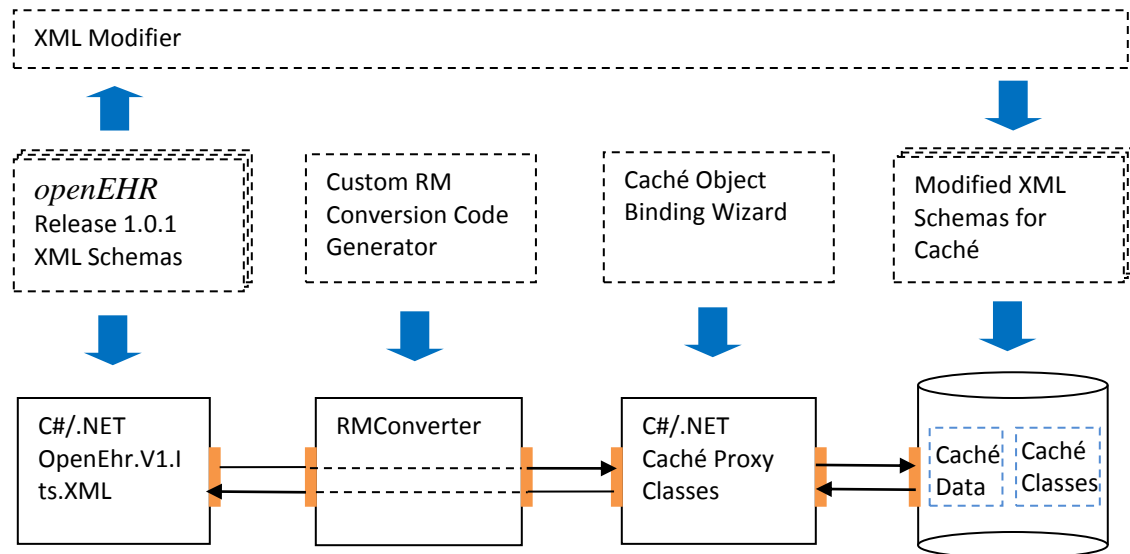 XML Modifier
openEHR
Release 1.0.1
XML Schemas
Custom RM
Conversion Code
Generator
Caché Object
Binding Wizard
Modified XML
Schemas for
Caché
C#/.NET
OpenEhr.V1.I
ts.XML
RMConverter
C#/.NET
Caché Proxy
Classes
Caché
Data
Caché
Classes